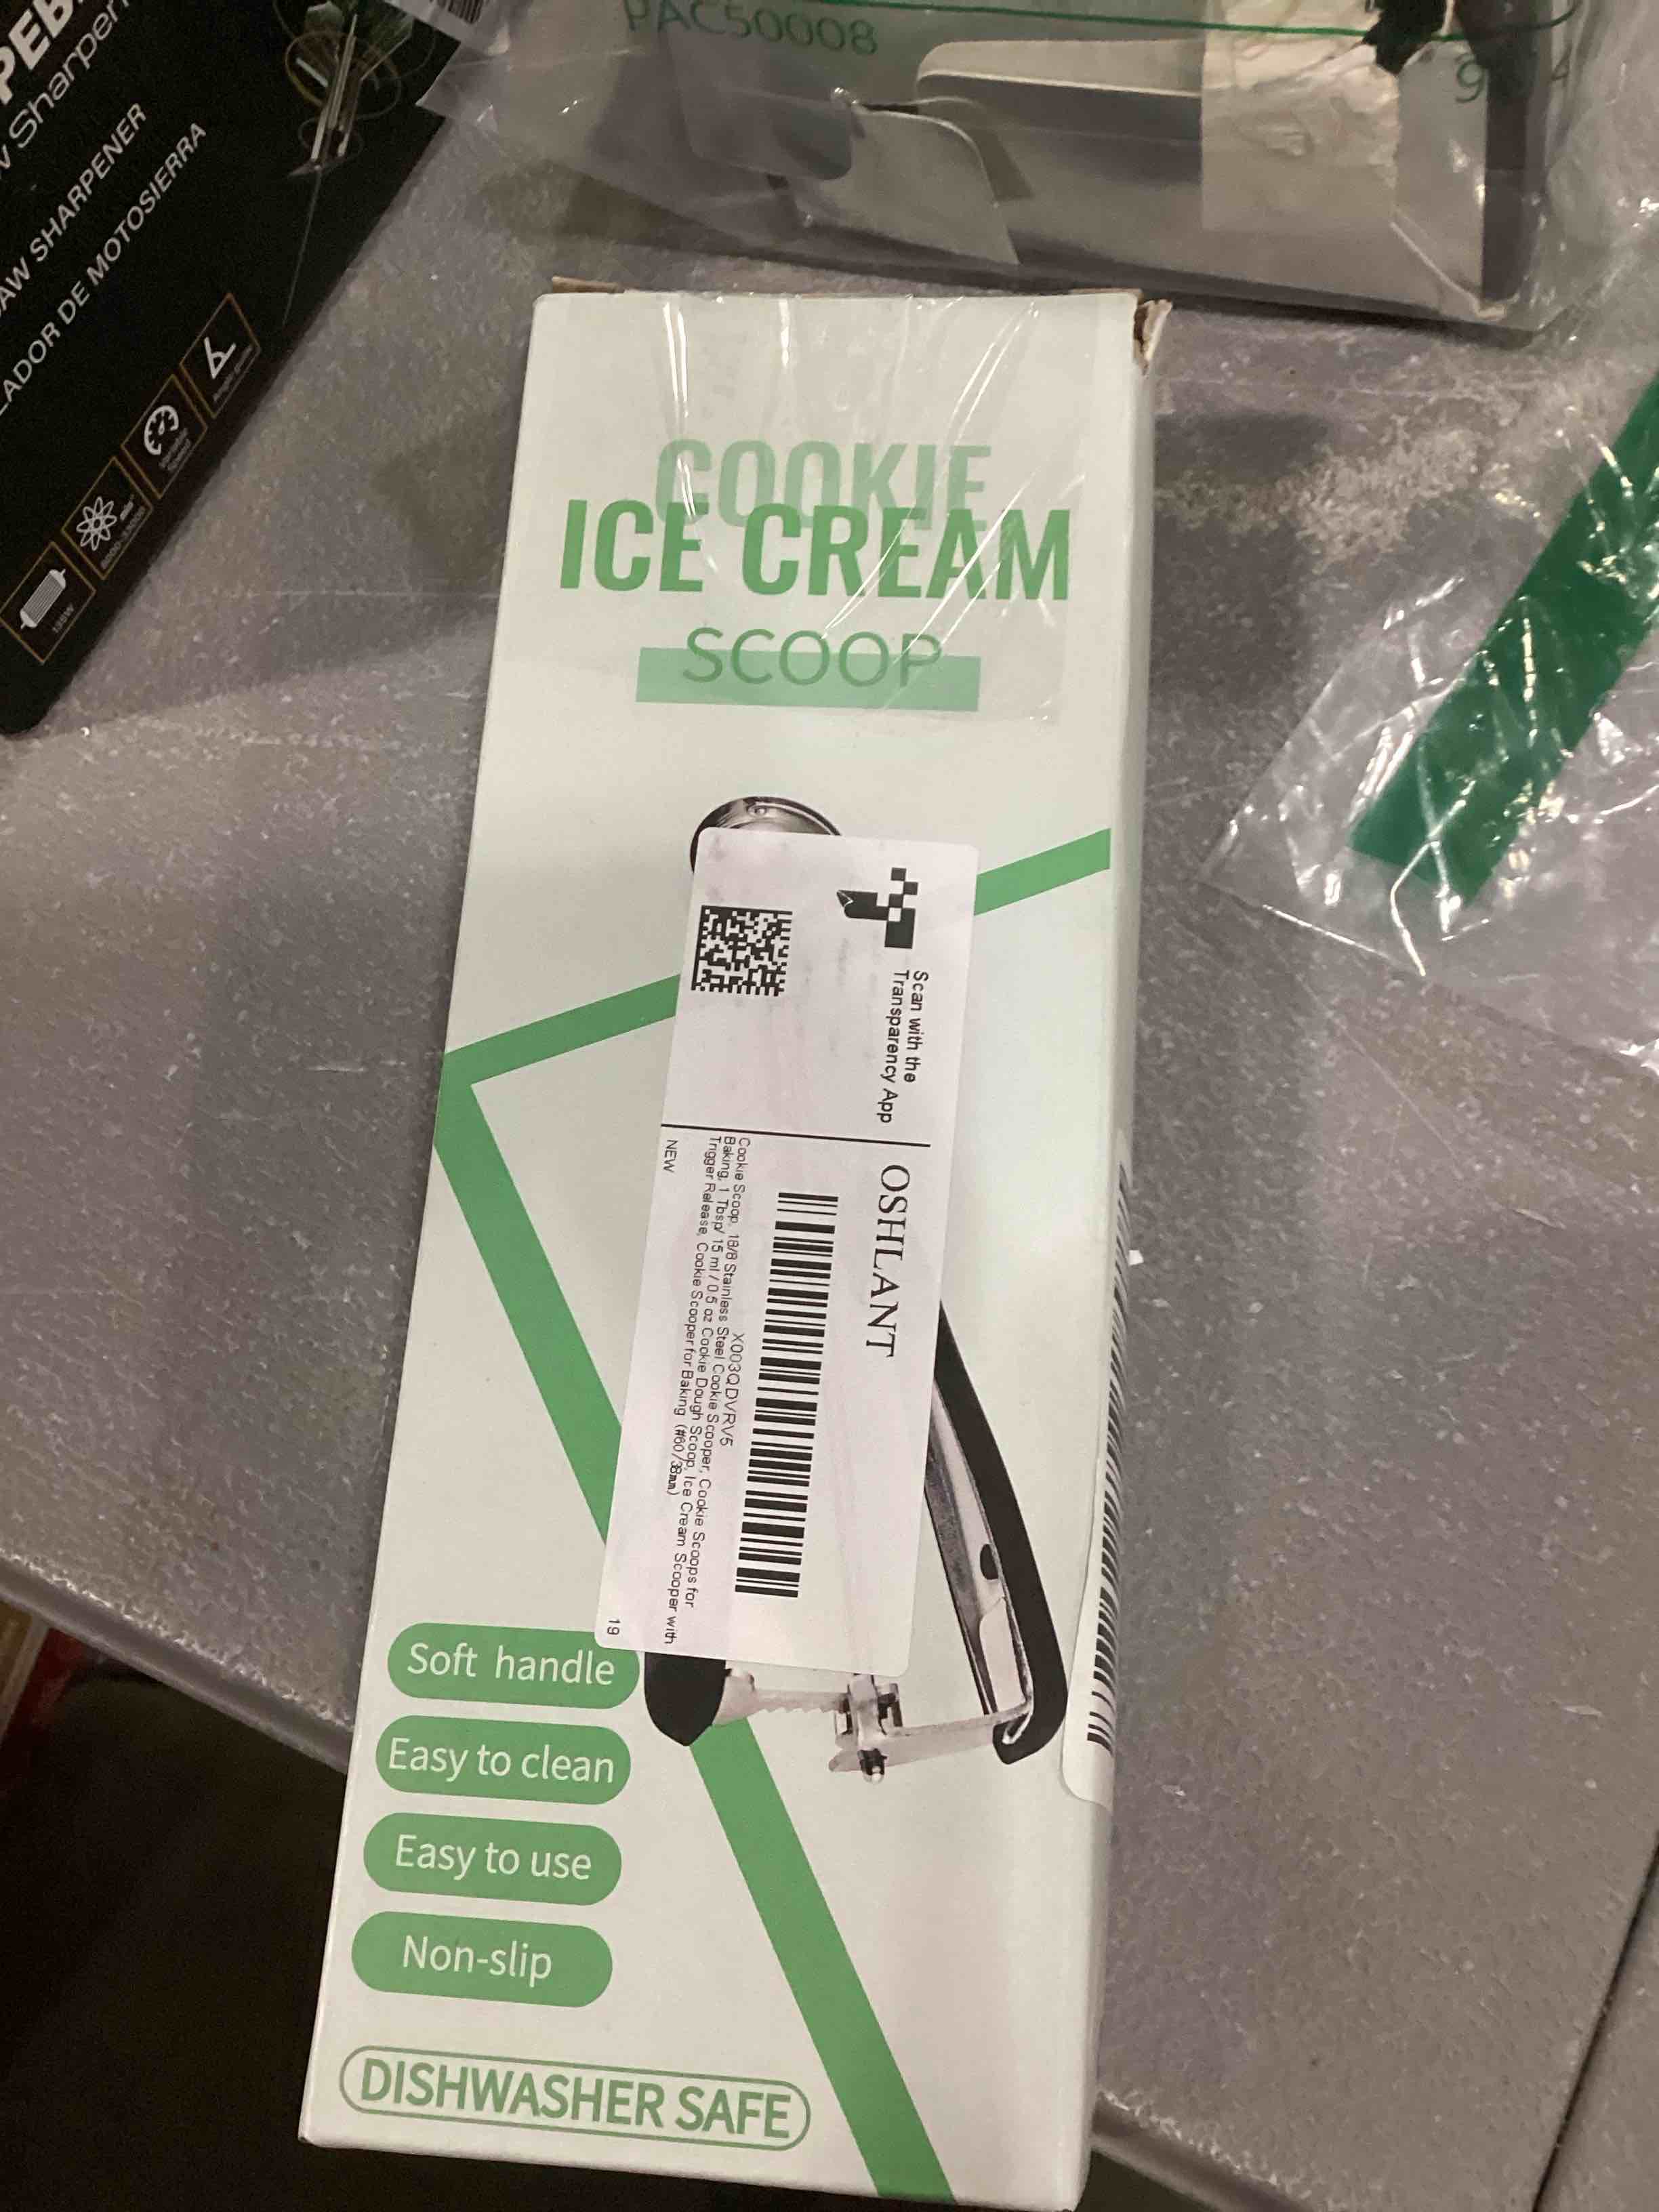 PAC50008
Sharpener
AW SHARPENER
ADOR DE MOTOSIERRA
COOKIE
ICE CREAM
SCOOP
Scan with the
Transparency App
OSHLANT
X003QDVRV5
Cookie Scoop, 18/8 Stainless Steel Cookie Scooper, Cookie Scoops for
Baking, 1 Tbsp/ 15 ml / 0.5 oz Cookie Dough Scoop, Ice Cream Scooper with
Trigger Release, Cookie Scooper for Baking (#60/38mm)
NEW
19
Soft handle
Easy to clean
Easy to use
Non-slip
DISHWASHER SAFE